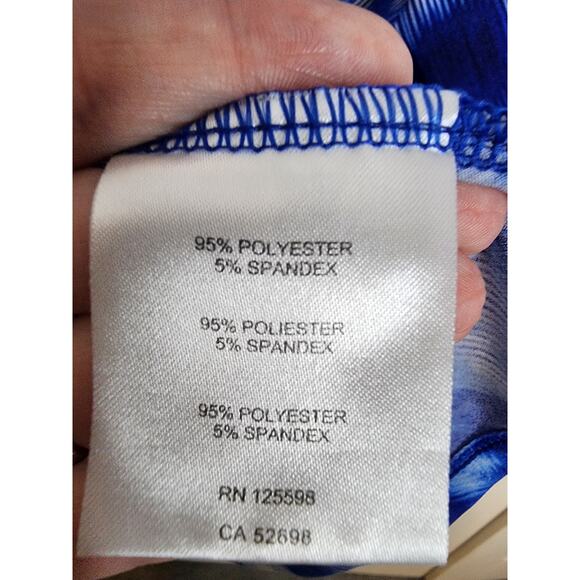 95% POLYESTER
5% SPANDEX
95% POLIESTER
5% SPANDEX
95% POLYESTER
5% SPANDEX
RN 125598
CA 52698